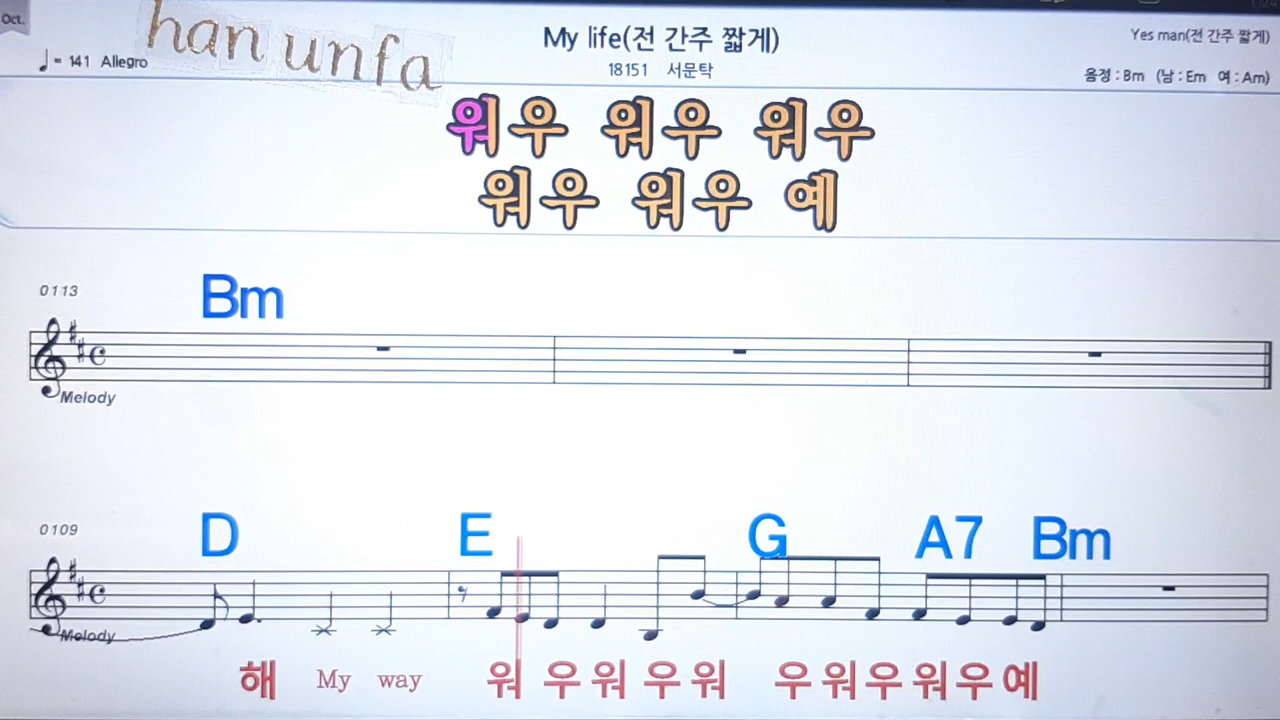 Oct.
han unfa
My life(전 간주 짧게)
Yes man(전 간주 짧게)
♩= 141 Allegro
18151 서문탁
음정 : Bm (남 : Em 여 : Am)
워우 워우 워우
워우 워우 예
0113
Bm
Melody
0109
D E G A7 Bm
Melody
해 My way 워 우워 우워 우워우워우예